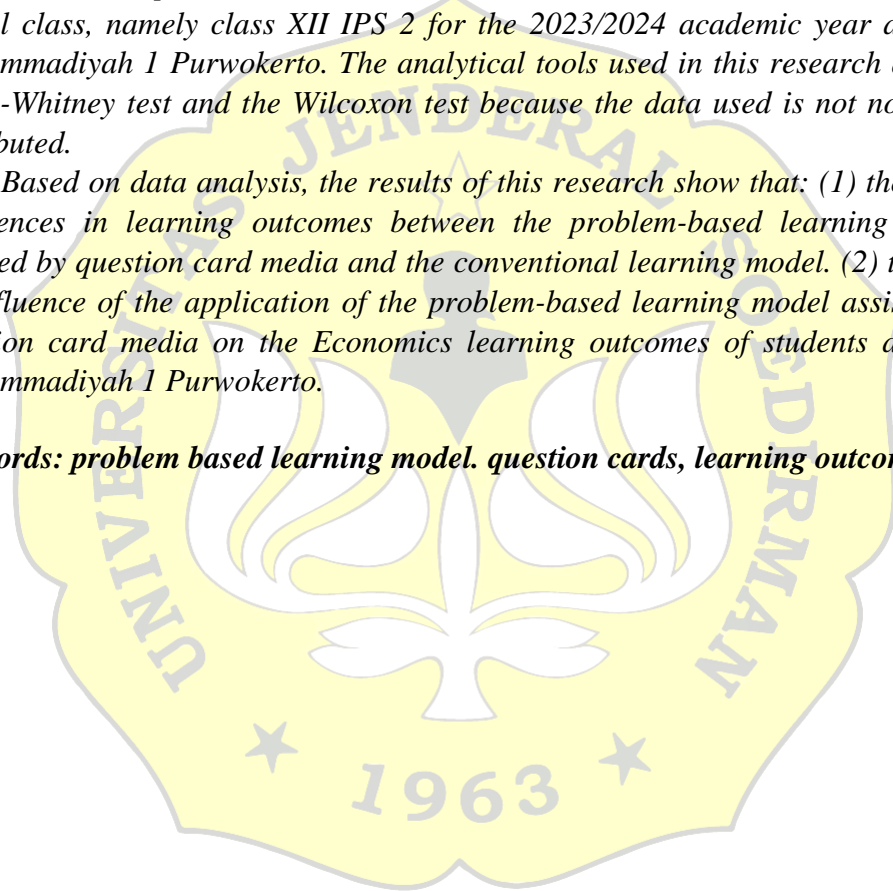 l class, namely class XII IPS 2 for the 2023/2024 academic year a
mmadiyah 1 Purwokerto. The analytical tools used in this research
-Whitney test and the Wilcoxon test because the data used is not no
buted.
Based on data analysis, the results of this research show that: (1) the
ences in learning outcomes between the problem-based learning
ed by question card media and the conventional learning model. (2) t
fluence of the application of the problem-based learning model assi
on card media on the Economics learning outcomes of students a
mmadiyah 1 Purwokerto.
ords: problem based learning model. question cards, learning outco
UNIVERSITAS JENDERAL SOEDIRMAN
1963